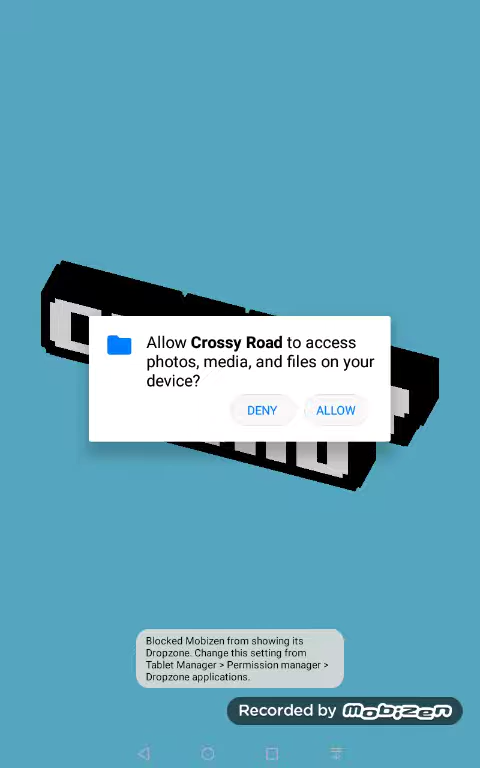 Allow Crossy Road to access
photos, media, and files on your
device?
DENY ALLOW
Blocked Mobizen from showing its
Dropzone. Change this setting from
Tablet Manager > Permission manager >
Dropzone applications.
Recorded by mobizen